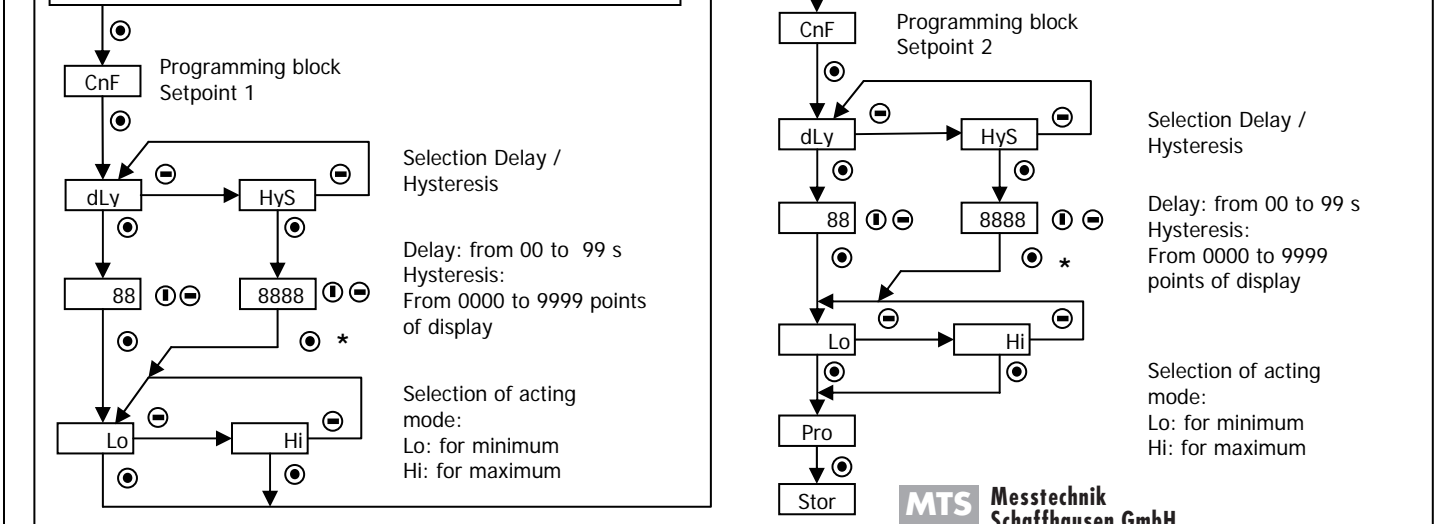 CnF
Programming block
Setpoint 1
dLy
HyS
Selection Delay /
Hysteresis
88
8888
Delay: from 00 to 99 s
Hysteresis:
From 0000 to 9999 points
of display
*
Lo
Hi
Selection of acting
mode:
Lo: for minimum
Hi: for maximum
CnF
Programming block
Setpoint 2
dLy
HyS
Selection Delay /
Hysteresis
88
8888
Delay: from 00 to 99 s
Hysteresis:
From 0000 to 9999
points of display
*
Lo
Hi
Selection of acting
mode:
Lo: for minimum
Hi: for maximum
Pro
Stor
MTS Messtechnik
Schaffhausen GmbH